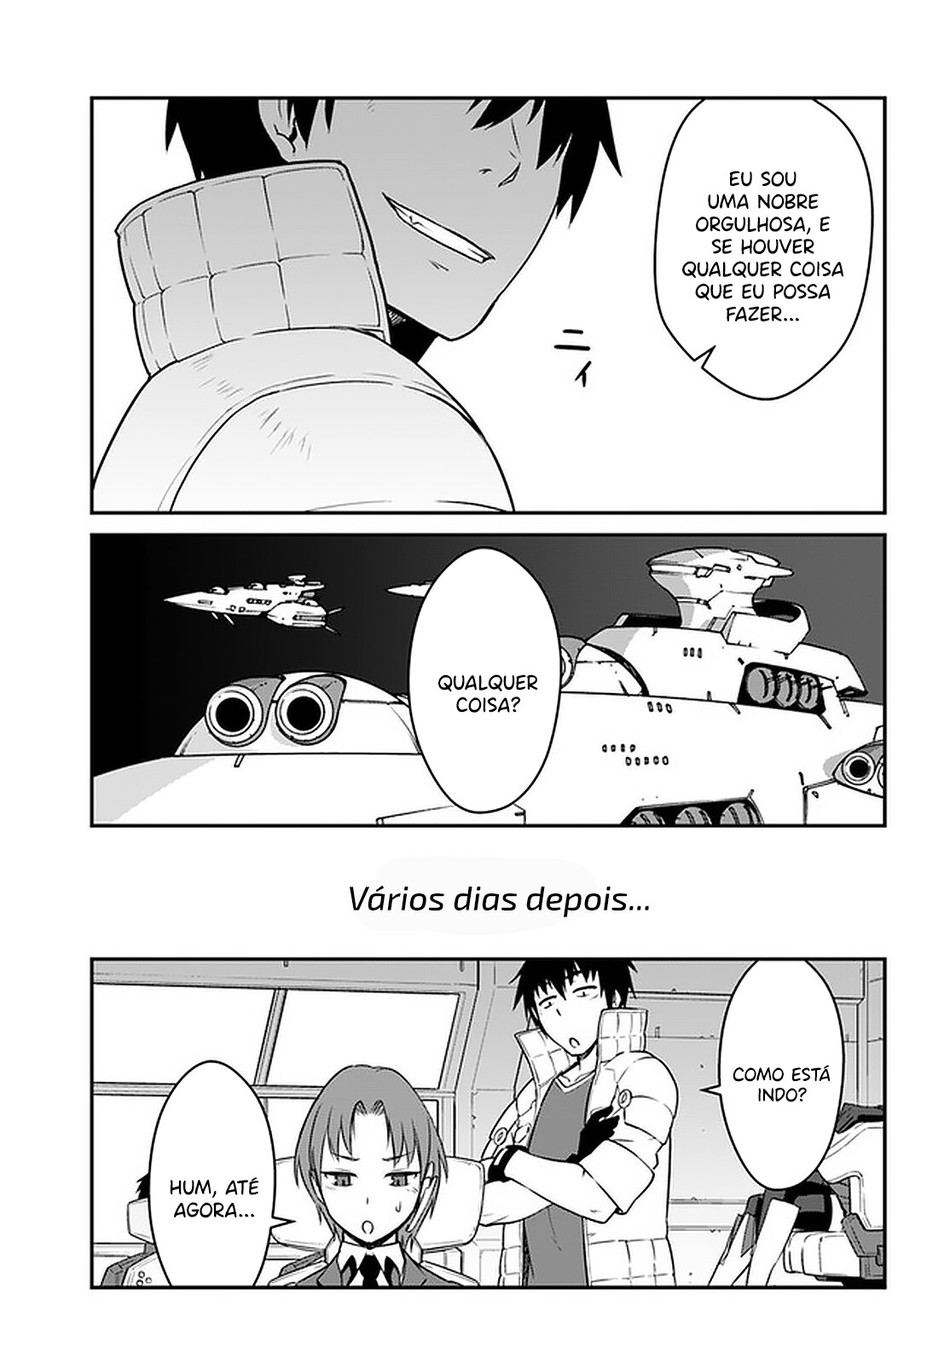 EU SOU
UMA NOBRE
ORGULHOSA, E
SE HOUVER
QUALQUER COISA
QUE EU POSSA
FAZER...
ニィ
QUALQUER
COISA?
Vários dias depois...
COMO ESTÁ
INDO?
HUM, ATÉ
AGORA...